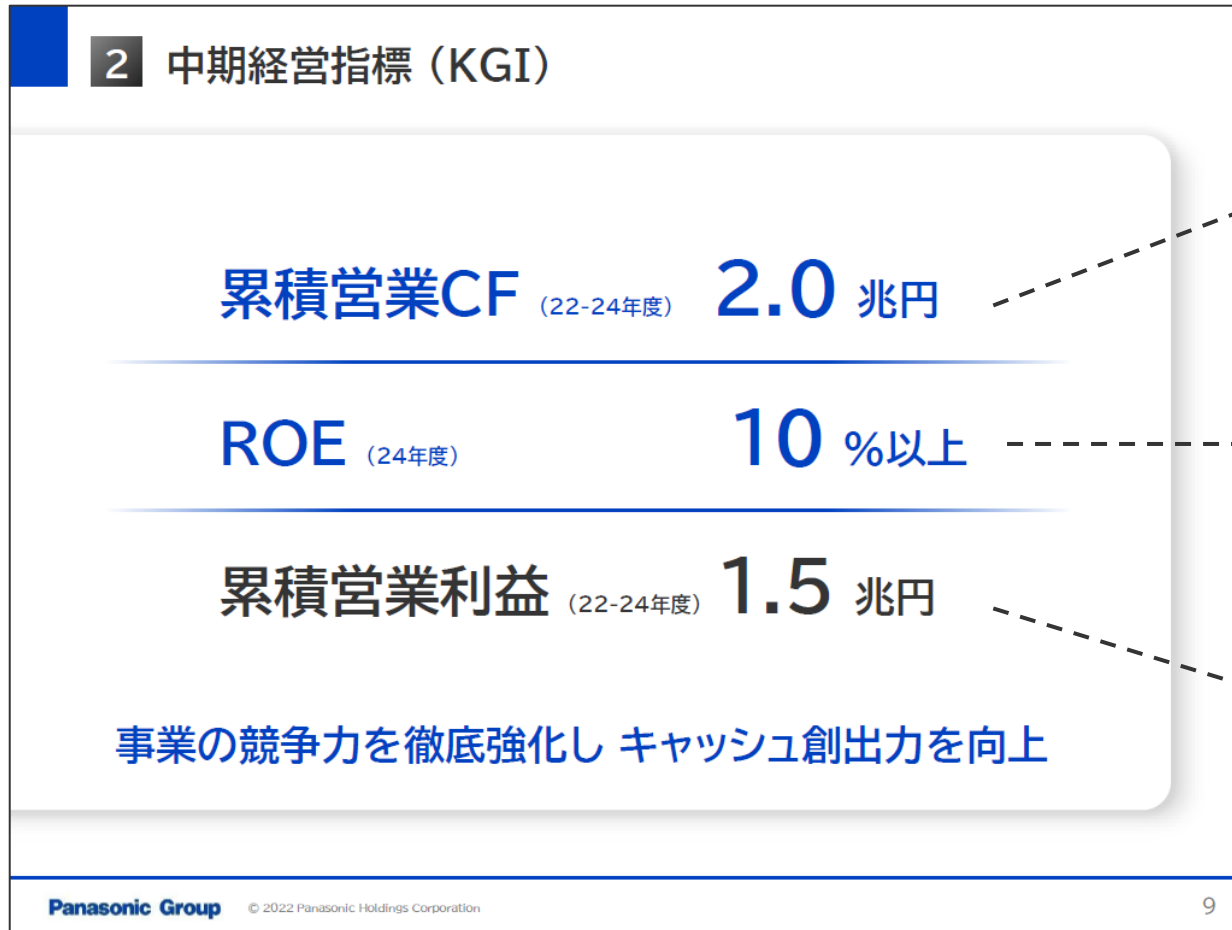 2 中期経営指標（KGI）
累積営業CF （22-24年度） 2.0 兆円
ROE （24年度） 10 %以上
累積営業利益 （22-24年度） 1.5 兆円
事業の競争力を徹底強化し キャッシュ創出力を向上
Panasonic Group © 2022 Panasonic Holdings Corporation 9